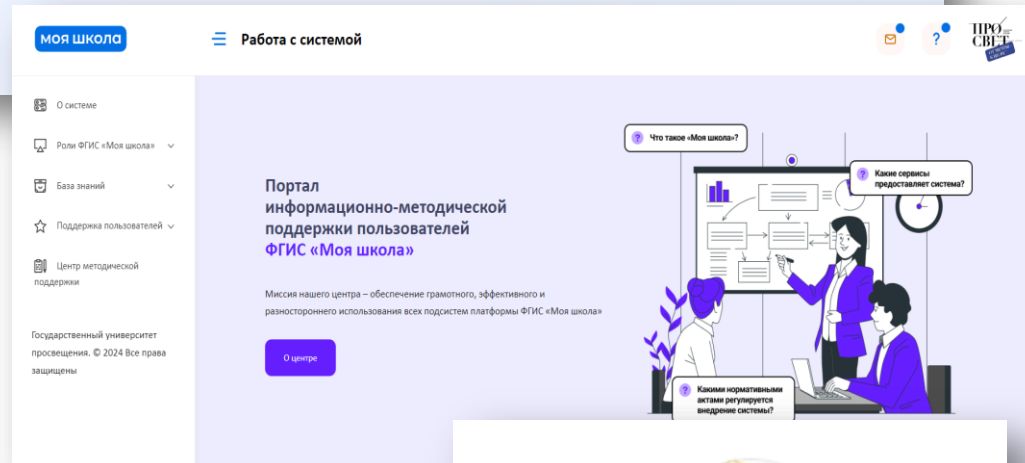 моя школа
Работа с системой
?
ПРО
СВЕТ
О системе
Роли ФГИС «Моя школа»
База знаний
Поддержка пользователей
Центр методической
поддержки
Государственный университет
просвещения. © 2024 Все права
защищены
Портал
информационно-методической
поддержки пользователей
ФГИС «Моя школа»
Миссия нашего центра – обеспечение грамотного, эффективного и
разностороннего использования всех подсистем платформы ФГИС «Моя школа»
О центре
? Что такое «Моя школа»?
? Какие сервисы
предоставляет система?
? Какими нормативными
актами регулируется
внедрение системы?